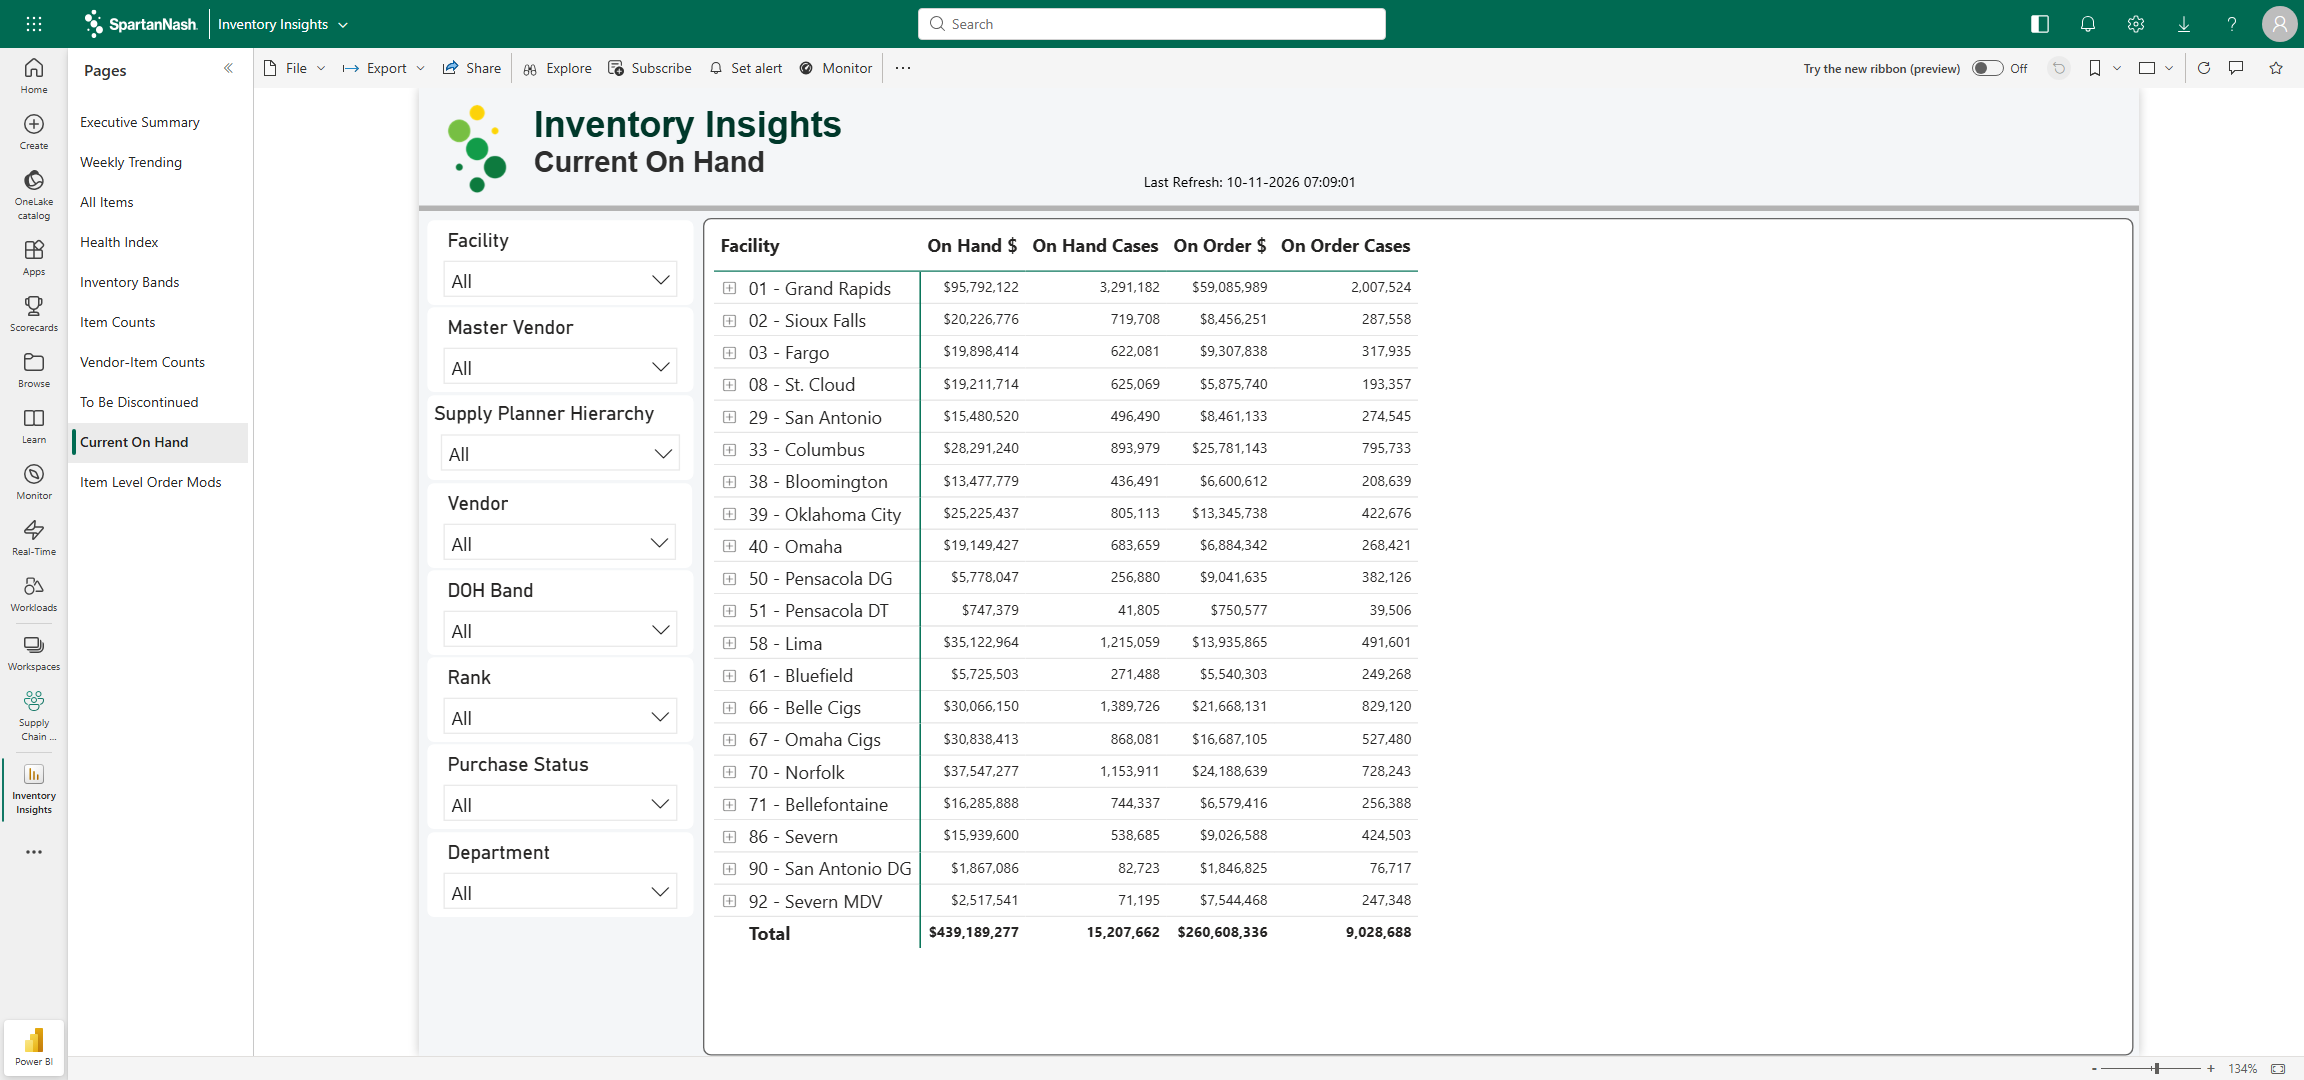 SpartanNash
Inventory Insights
Search
Home
Create
OneLake
catalog
Apps
Scorecards
Browse
Learn
Monitor
Real-Time
Workloads
Workspaces
Supply
Chain ...
Inventory
Insights
Power BI
Pages
Executive Summary
Weekly Trending
All Items
Health Index
Inventory Bands
Item Counts
Vendor-Item Counts
To Be Discontinued
Current On Hand
Item Level Order Mods
File Export Share Explore Subscribe Set alert Monitor ...
Try the new ribbon (preview) Off
Inventory Insights
Current On Hand
Last Refresh: 10-11-2026 07:09:01
Facility
All
Master Vendor
All
Supply Planner Hierarchy
All
Vendor
All
DOH Band
All
Rank
All
Purchase Status
All
Department
All
Facility On Hand $ On Hand Cases On Order $ On Order Cases
01 - Grand Rapids $95,792,122 3,291,182 $59,085,989 2,007,524
02 - Sioux Falls $20,226,776 719,708 $8,456,251 287,558
03 - Fargo $19,898,414 622,081 $9,307,838 317,935
08 - St. Cloud $19,211,714 625,069 $5,875,740 193,357
29 - San Antonio $15,480,520 496,490 $8,461,133 274,545
33 - Columbus $28,291,240 893,979 $25,781,143 795,733
38 - Bloomington $13,477,779 436,491 $6,600,612 208,639
39 - Oklahoma City $25,225,437 805,113 $13,345,738 422,676
40 - Omaha $19,149,427 683,659 $6,884,342 268,421
50 - Pensacola DG $5,778,047 256,880 $9,041,635 382,126
51 - Pensacola DT $747,379 41,805 $750,577 39,506
58 - Lima $35,122,964 1,215,059 $13,935,865 491,601
61 - Bluefield $5,725,503 271,488 $5,540,303 249,268
66 - Belle Cigs $30,066,150 1,389,726 $21,668,131 829,120
67 - Omaha Cigs $30,838,413 868,081 $16,687,105 527,480
70 - Norfolk $37,547,277 1,153,911 $24,188,639 728,243
71 - Bellefontaine $16,285,888 744,337 $6,579,416 256,388
86 - Severn $15,939,600 538,685 $9,026,588 424,503
90 - San Antonio DG $1,867,086 82,723 $1,846,825 76,717
92 - Severn MDV $2,517,541 71,195 $7,544,468 247,348
Total $439,189,277 15,207,662 $260,608,336 9,028,688
- + 134%